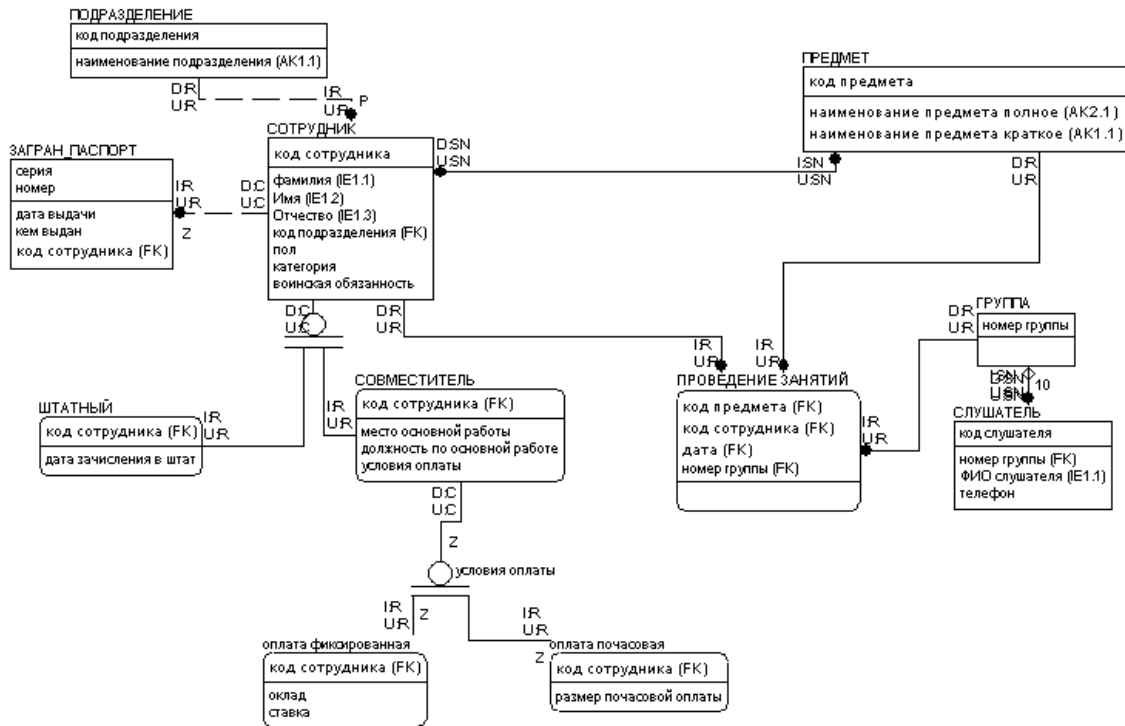 ПОДРАЗДЕЛЕНИЕ
код подразделения
наименование подразделения (AK1.1)
D:R
U:R
I:R
U:R
P
ПРЕДМЕТ
код предмета
наименование предмета полное (AK2.1)
наименование предмета краткое (AK1.1)
D:R
U:R
СОТРУДНИК
код сотрудника
фамилия (IE1.1)
Имя (IE1.2)
Отчество (IE1.3)
код подразделения (FK)
пол
категория
воинская обязанность
D:SN
U:SN
I:SN
U:SN
ЗАГРАН_ПАСПОРТ
серия
номер
дата выдачи
кем выдан
код сотрудника (FK)
I:R
U:R
Z
D:C
U:C
D:C
U:C
D:R
U:R
I:R
U:R
I:R
U:R
D:R
U:R
ГРУППА
номер группы
I:SN
D:SN
U:SN
10
СЛУШАТЕЛЬ
код слушателя
номер группы (FK)
ФИО слушателя (IE1.1)
телефон
ПРОВЕДЕНИЕ ЗАНЯТИЙ
код предмета (FK)
код сотрудника (FK)
дата (FK)
номер группы (FK)
I:R
U:R
ШТАТНЫЙ
код сотрудника (FK)
дата зачисления в штат
I:R
U:R
СОВМЕСТИТЕЛЬ
код сотрудника (FK)
место основной работы
должность по основной работе
условия оплаты
I:R
U:R
D:C
U:C
Z
условия оплаты
I:R
U:R
Z
I:R
U:R
Z
оплата фиксированная
код сотрудника (FK)
оклад
ставка
оплата почасовая
код сотрудника (FK)
размер почасовой оплаты